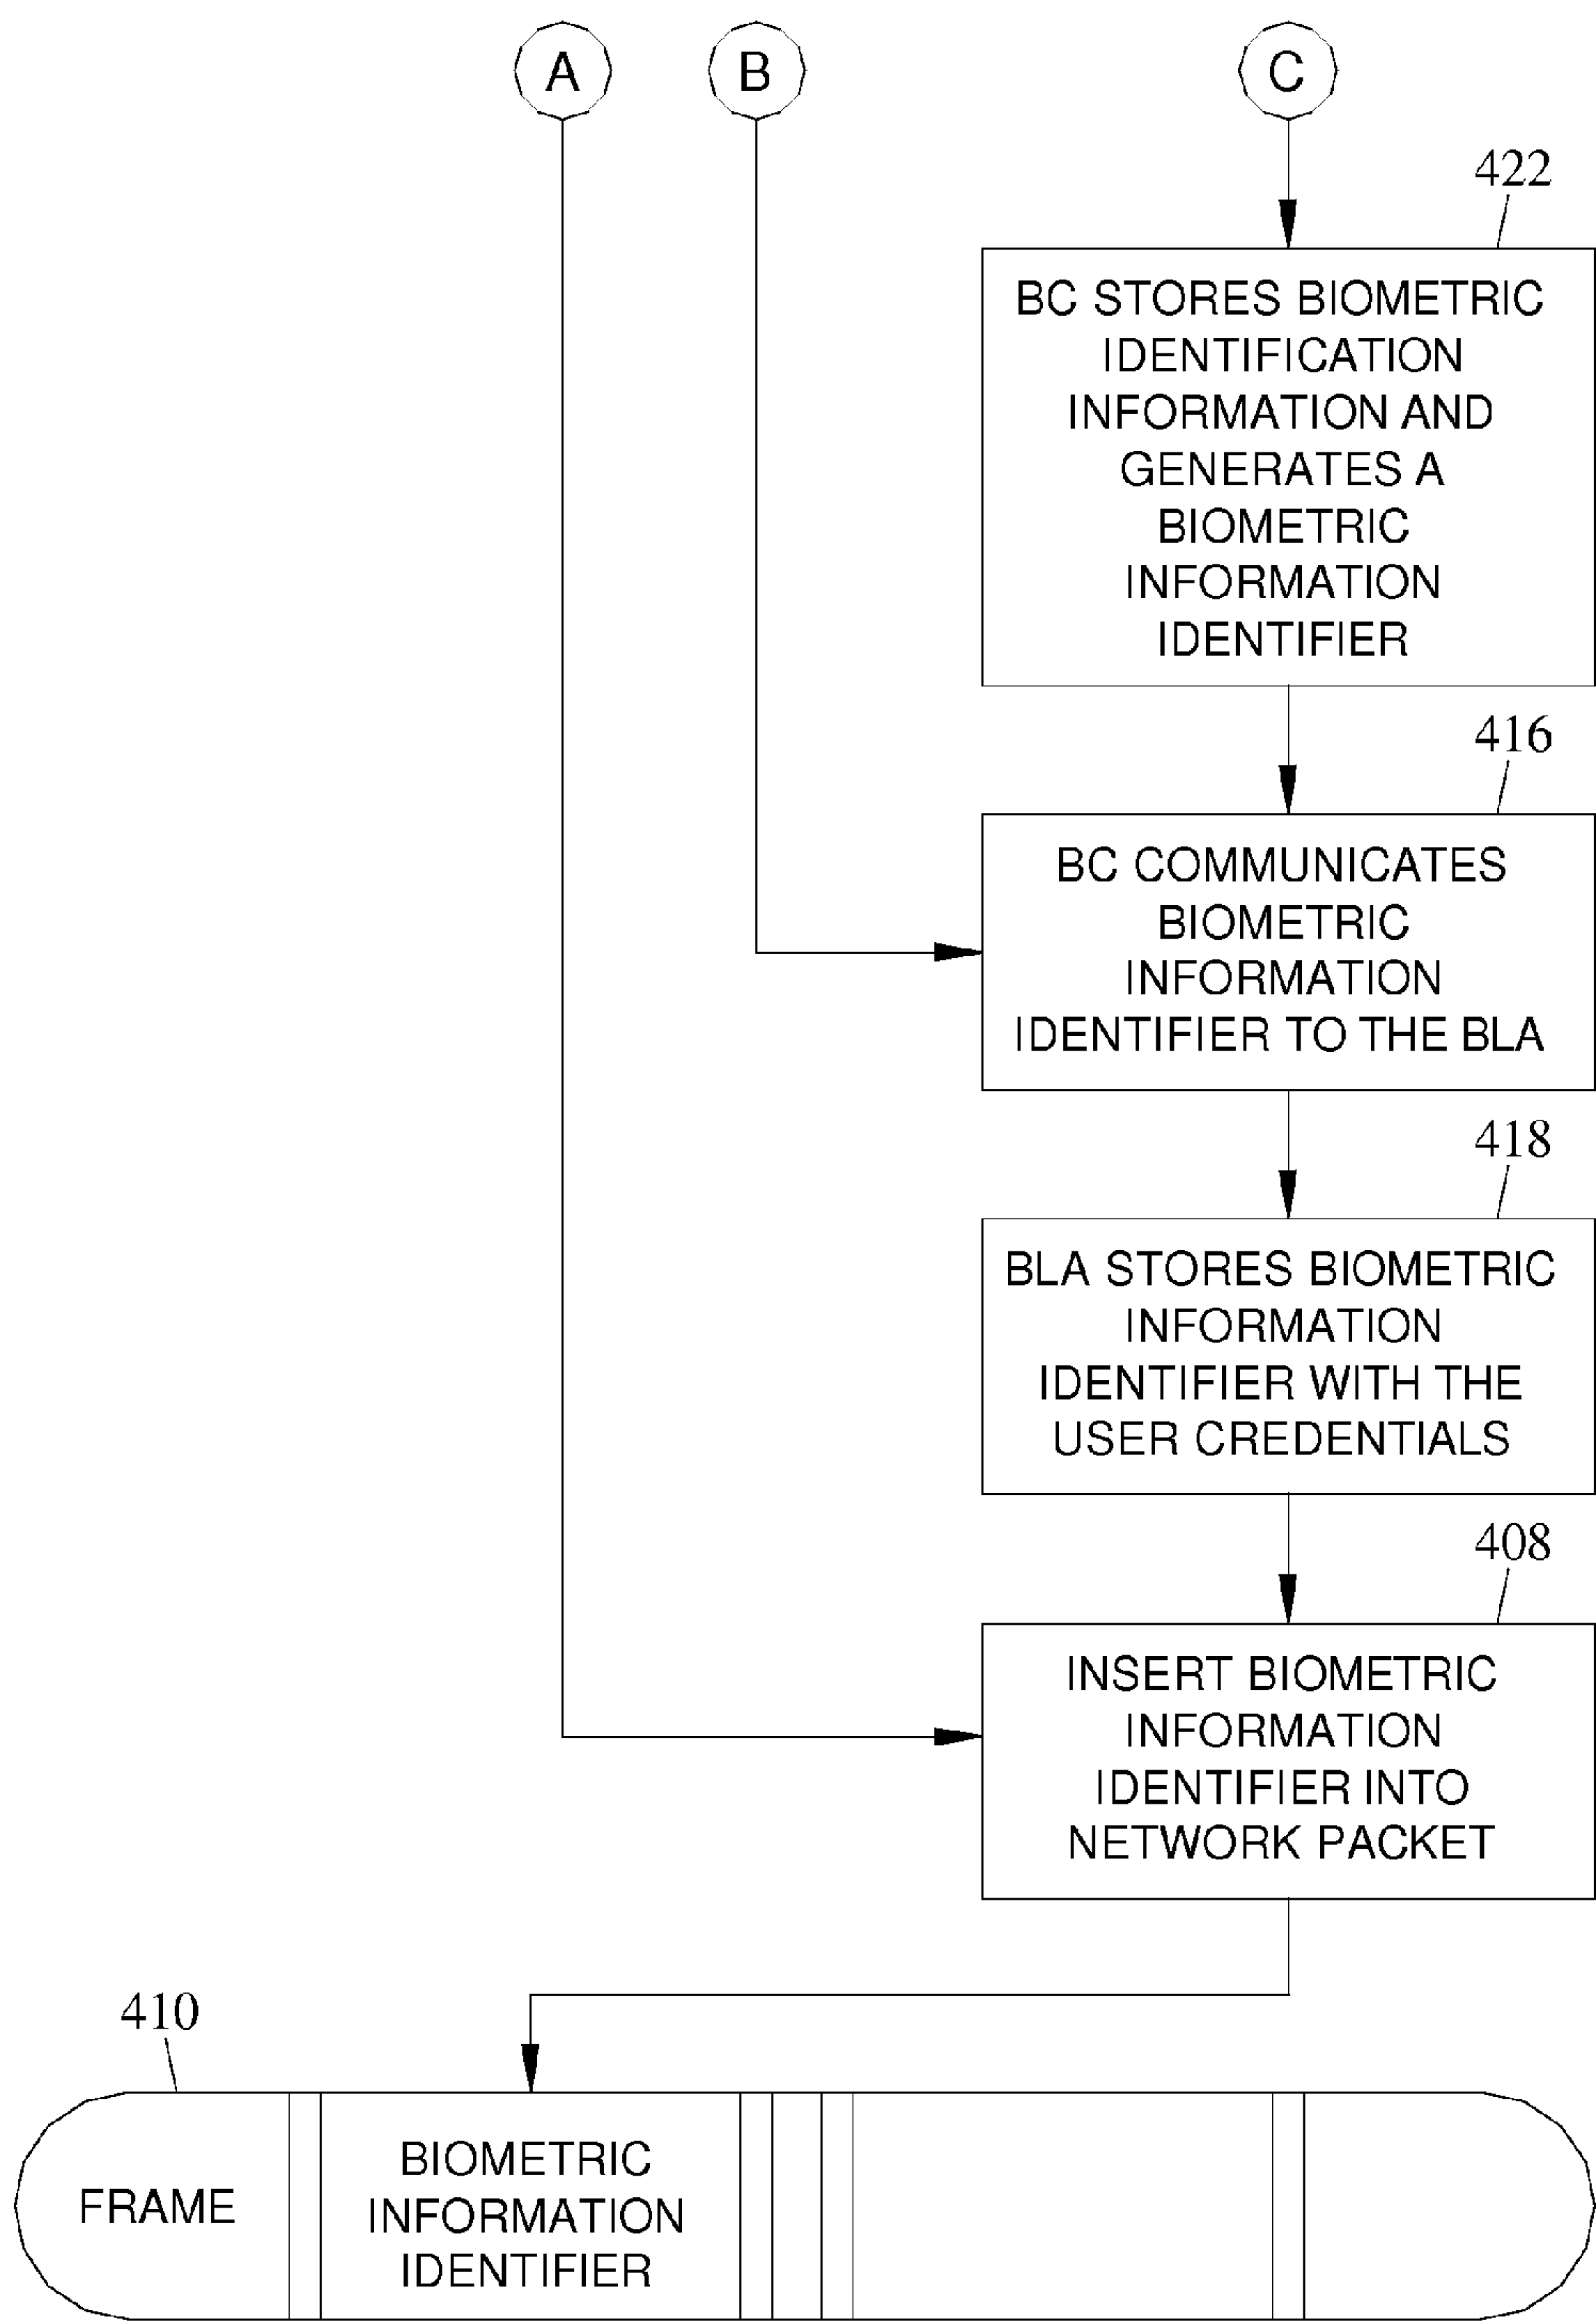 A
B
C
422
BC STORES BIOMETRIC
IDENTIFICATION
INFORMATION AND
GENERATES A
BIOMETRIC
INFORMATION
IDENTIFIER
416
BC COMMUNICATES
BIOMETRIC
INFORMATION
IDENTIFIER TO THE BLA
418
BLA STORES BIOMETRIC
INFORMATION
IDENTIFIER WITH THE
USER CREDENTIALS
408
INSERT BIOMETRIC
INFORMATION
IDENTIFIER INTO
NETWORK PACKET
410
FRAME
BIOMETRIC
INFORMATION
IDENTIFIER